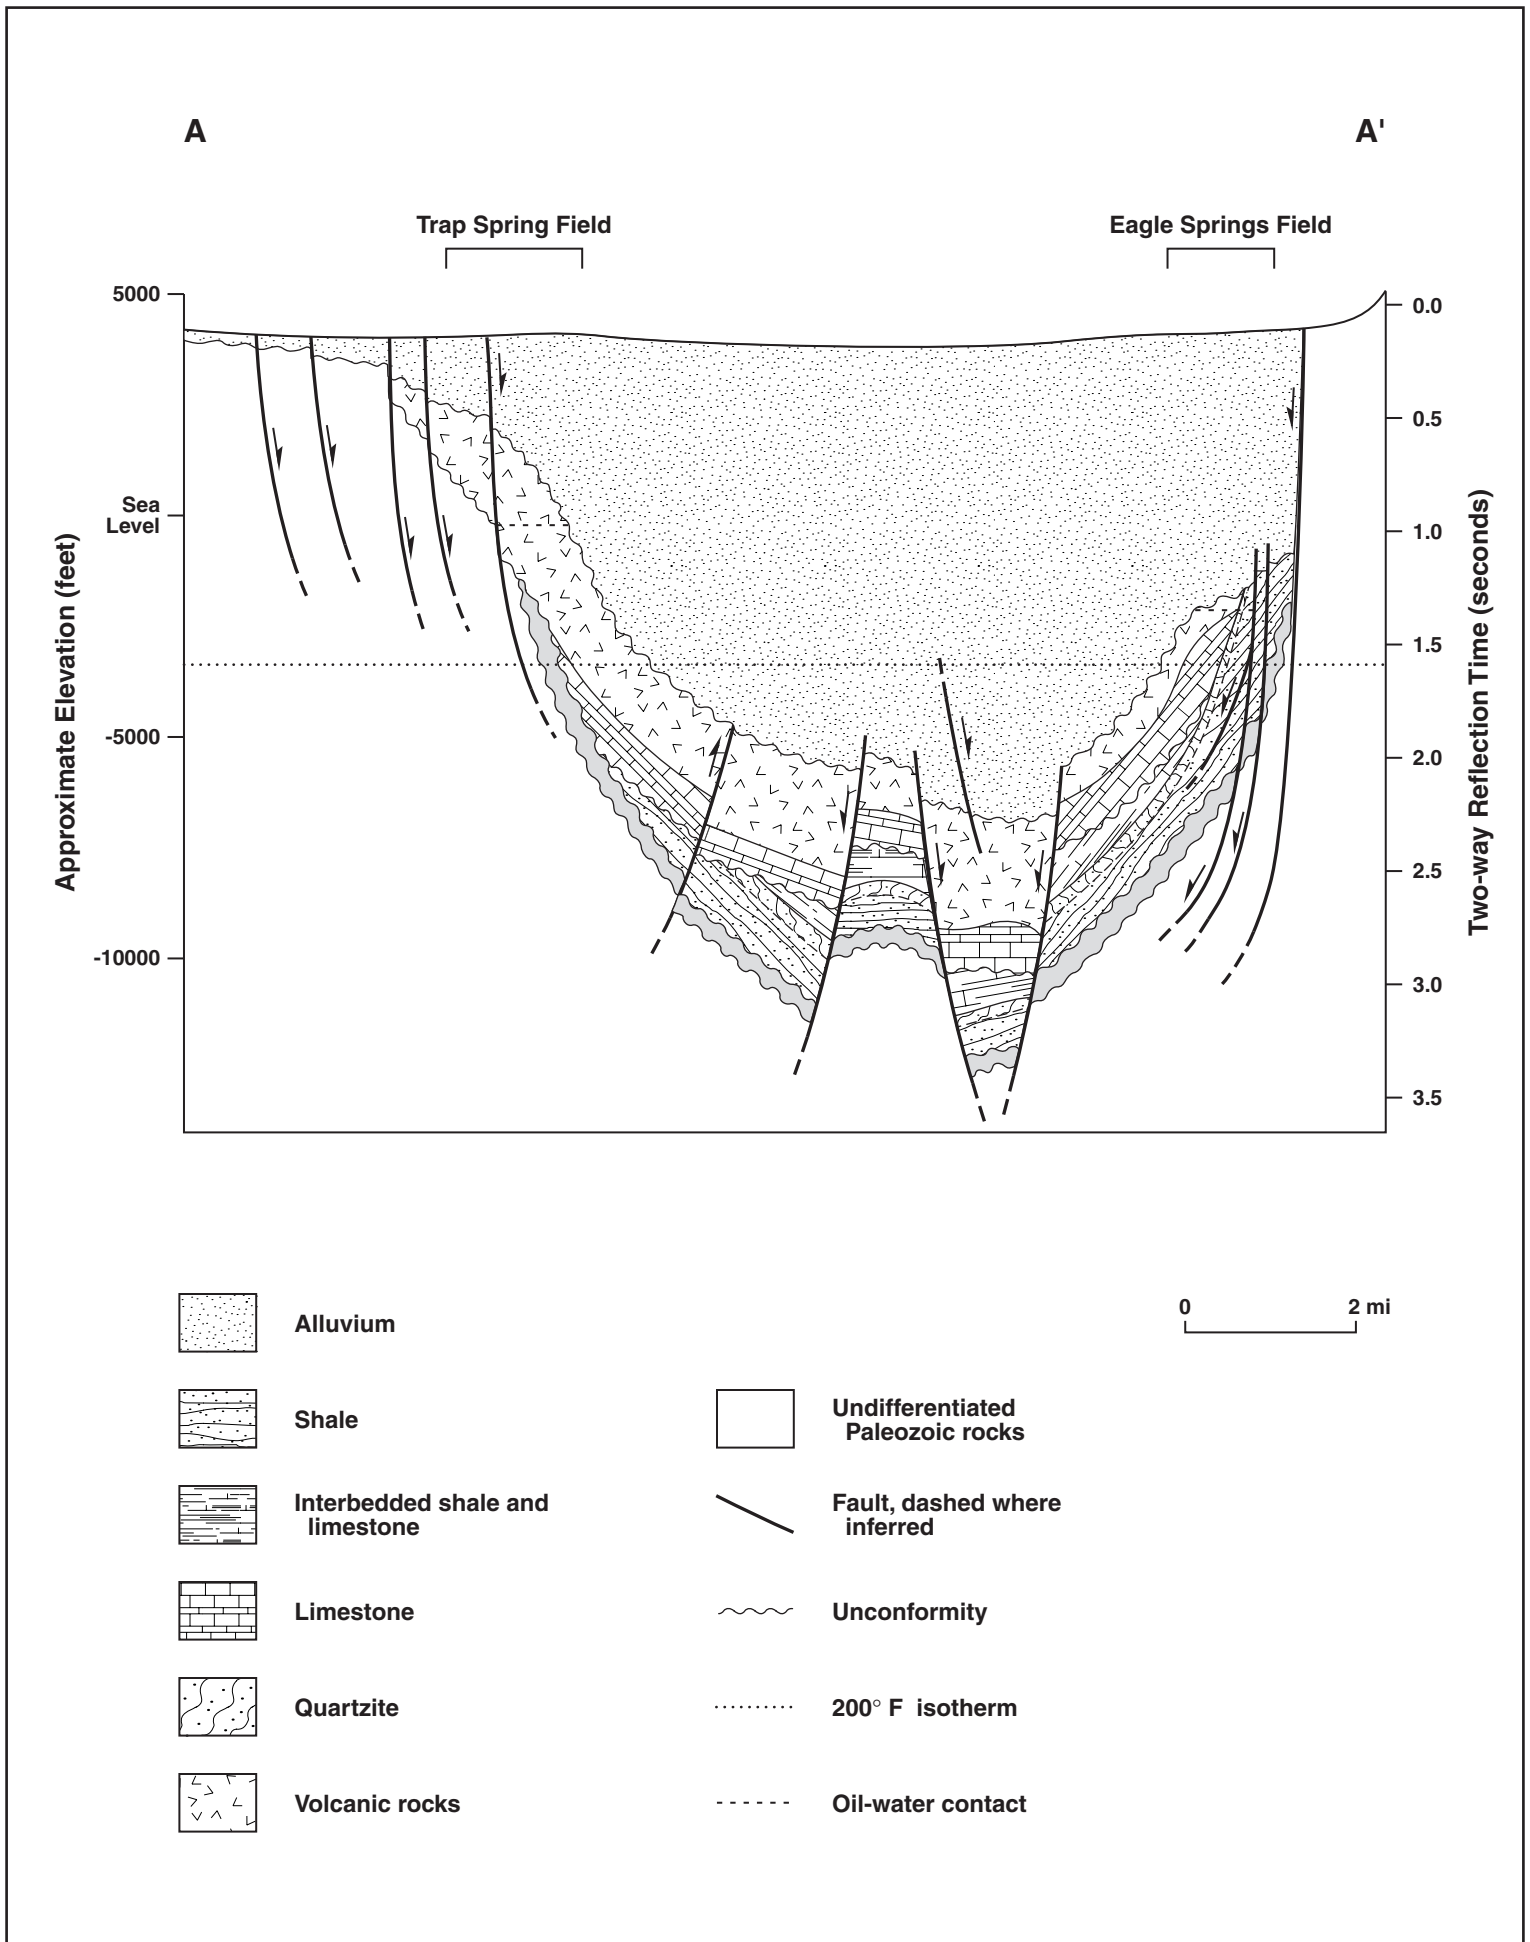 A
A'
Trap Spring Field
Eagle Springs Field
5000
Sea
Level
-5000
-10000
Approximate Elevation (feet)
0.0
0.5
1.0
1.5
2.0
2.5
3.0
3.5
Two-way Reflection Time (seconds)
0
2 mi
Alluvium
Shale
Interbedded shale and
limestone
Limestone
Quartzite
Volcanic rocks
Undifferentiated
Paleozoic rocks
Fault, dashed where
inferred
Unconformity
200° F isotherm
Oil-water contact